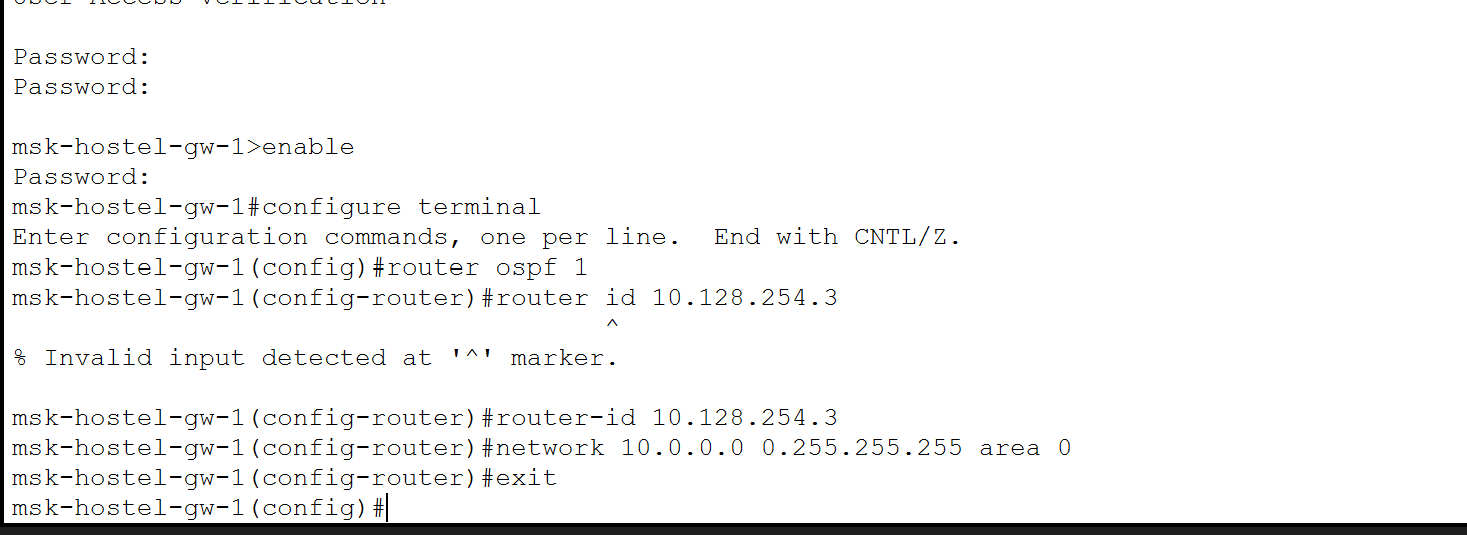 User Access Verification
Password:
Password:
msk-hostel-gw-1>enable
Password:
msk-hostel-gw-1#configure terminal
Enter configuration commands, one per line.  End with CNTL/Z.
msk-hostel-gw-1(config)#router ospf 1
msk-hostel-gw-1(config-router)#router id 10.128.254.3
^
% Invalid input detected at '^' marker.
msk-hostel-gw-1(config-router)#router-id 10.128.254.3
msk-hostel-gw-1(config-router)#network 10.0.0.0 0.255.255.255 area 0
msk-hostel-gw-1(config-router)#exit
msk-hostel-gw-1(config)#